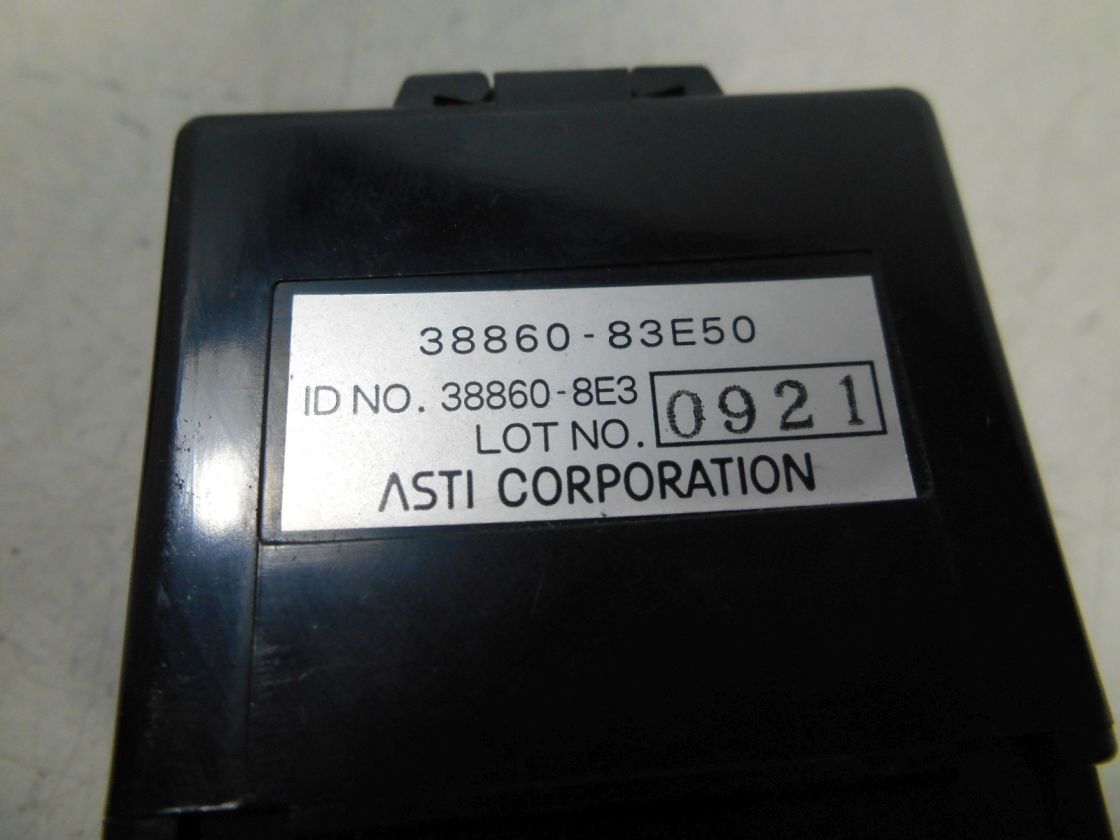 38860-83E50
ID NO. 38860-8E3
LOT NO. 0921
ASTI CORPORATION